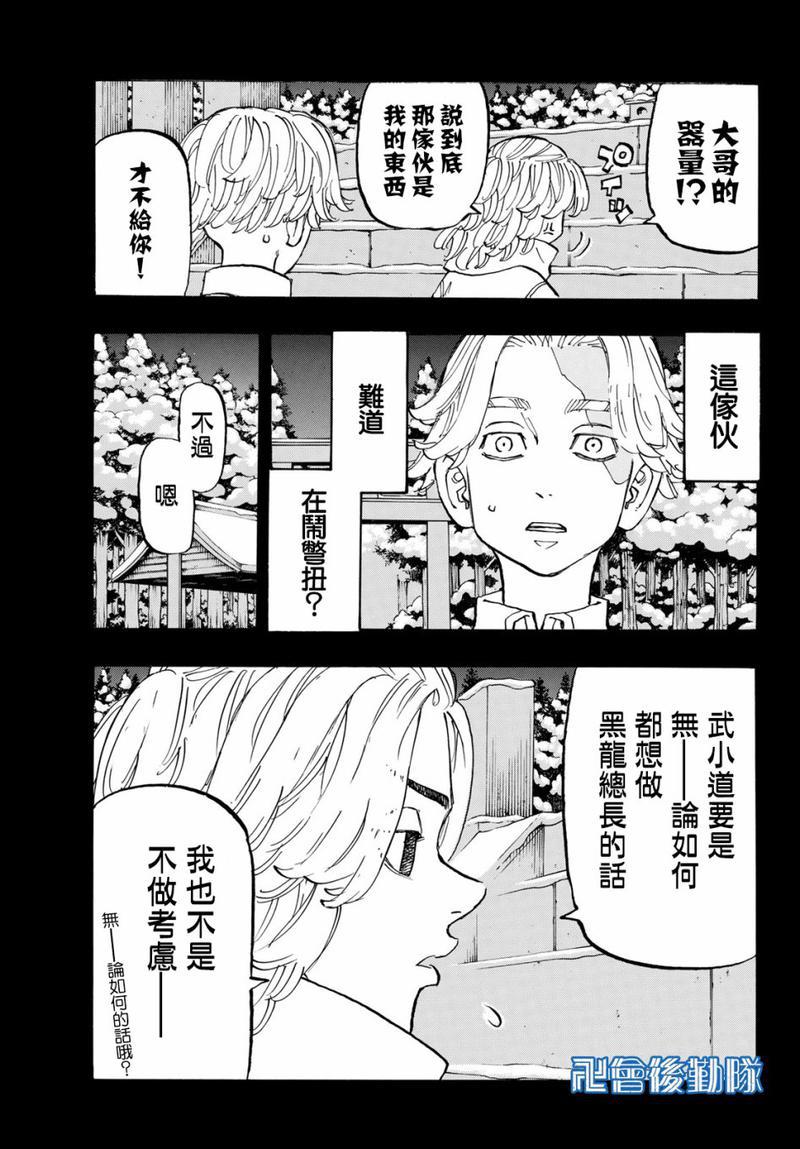 大哥的
器量!?
プイ
說到底
那傢伙是
我的東西
才不給你！
這傢伙
難道
在鬧彆扭？
不過
嗯
武小道要是
無——論如何
都想做
黑龍總長的話
我也不是
不做考慮——
無——論如何的話哦？
卍會後勤隊